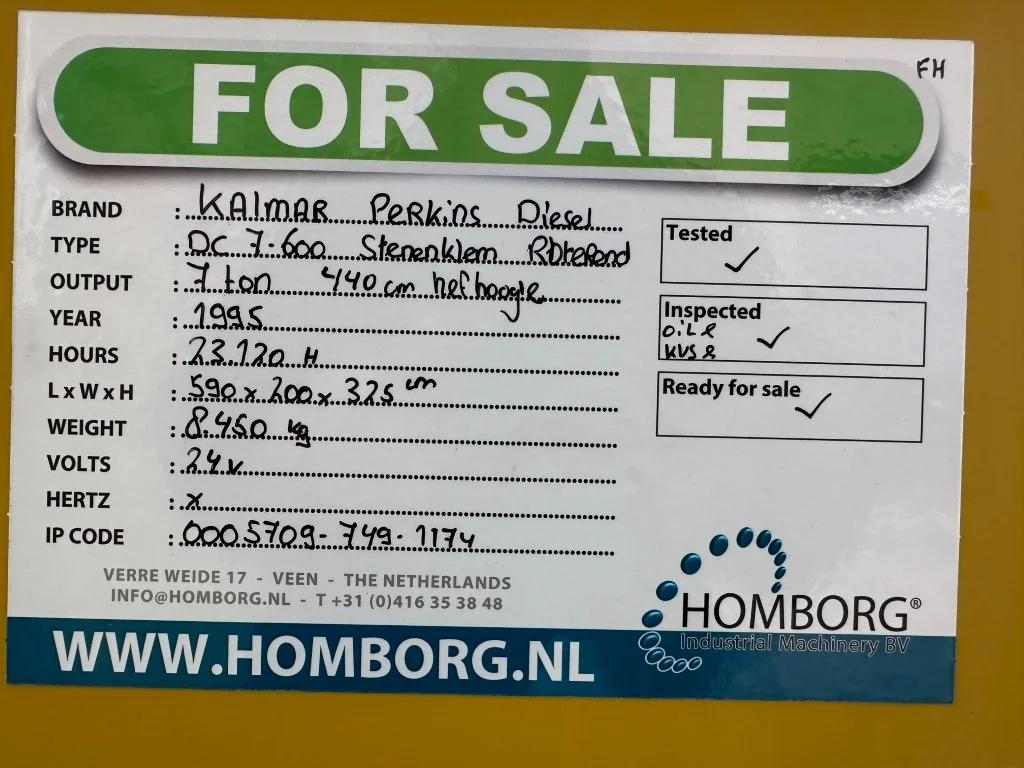 FOR SALE
FH
BRAND : KAlmAR Perkins Diesel
TYPE : DC 7-600 Stenenklem Roterend
OUTPUT : 7 ton 440 cm hefhoogte
YEAR : 1995
HOURS : 23.120 H
L x W x H : 590 x 200 x 325 cm
WEIGHT : 8.450 kg
VOLTS : 24 v
HERTZ : x
IP CODE : 0005709-749-1174
Tested ✓
Inspected
OiL &
KVS & ✓
Ready for sale ✓
VERRE WEIDE 17 - VEEN - THE NETHERLANDS
INFO@HOMBORG.NL - T +31 (0)416 35 38 48
HOMBORG®
Industrial Machinery BV
WWW.HOMBORG.NL